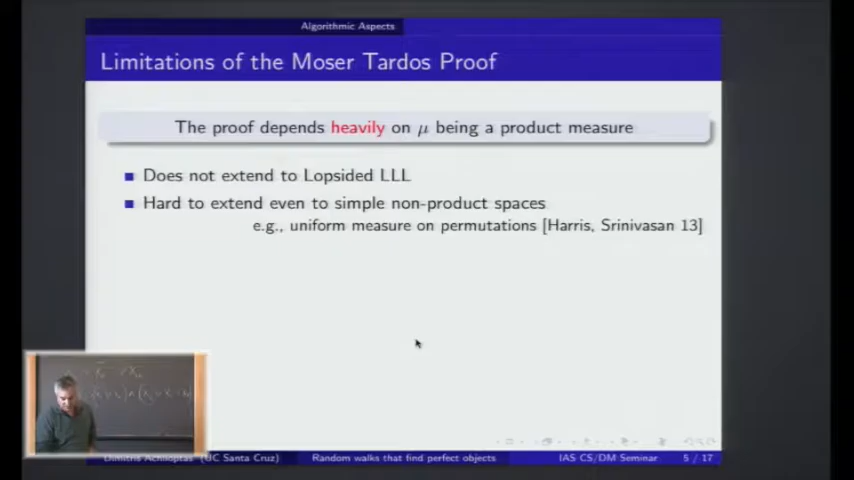 Algorithmic Aspects
Limitations of the Moser Tardos Proof
The proof depends heavily on μ being a product measure
Does not extend to Lopsided LLL
Hard to extend even to simple non-product spaces
e.g., uniform measure on permutations [Harris, Srinivasan 13]
Dimitris Achlioptas (UC Santa Cruz) Random walks that find perfect objects IAS CS/DM Seminar 5 / 17